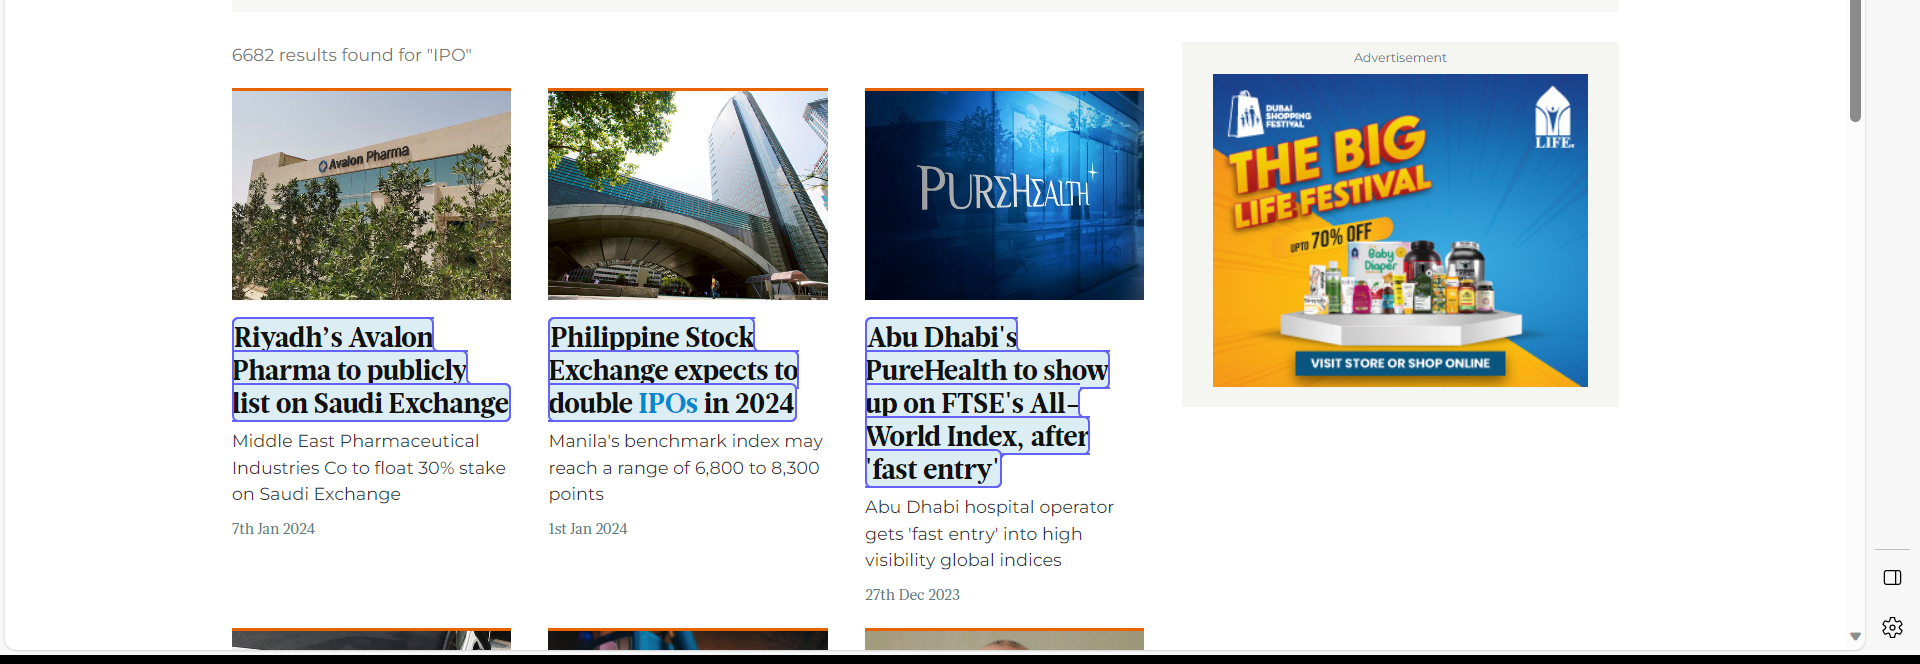 6682 results found for "IPO"
Avalon Pharma
PUREHEALTH
Riyadh’s Avalon
Pharma to publicly
list on Saudi Exchange
Middle East Pharmaceutical
Industries Co to float 30% stake
on Saudi Exchange
7th Jan 2024
Philippine Stock
Exchange expects to
double IPOs in 2024
Manila's benchmark index may
reach a range of 6,800 to 8,300
points
1st Jan 2024
Abu Dhabi's
PureHealth to show
up on FTSE's All-
World Index, after
'fast entry'
Abu Dhabi hospital operator
gets 'fast entry' into high
visibility global indices
27th Dec 2023
Advertisement
DUBAI
SHOPPING
FESTIVAL
LIFE.
THE BIG
LIFE FESTIVAL
UPTO 70% OFF
Baby
Diaper
VISIT STORE OR SHOP ONLINE